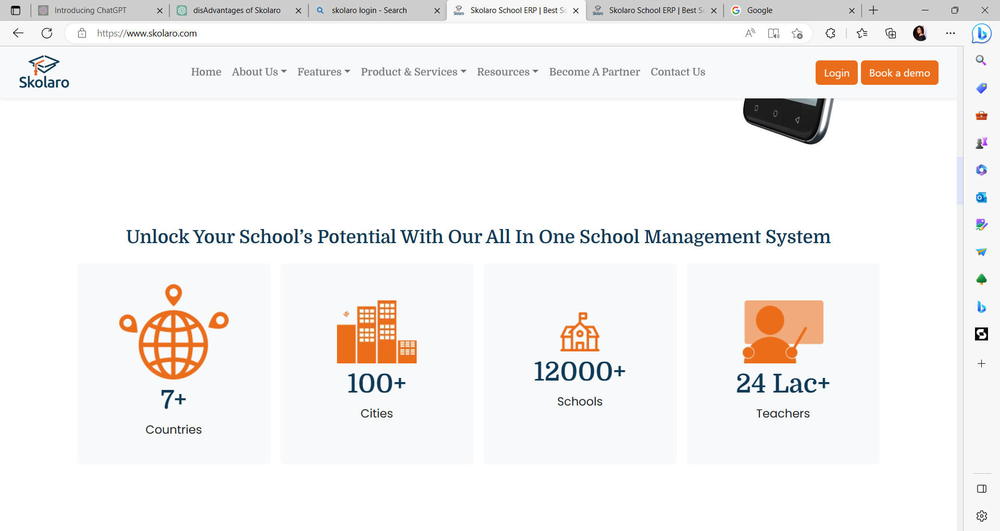 Introducing ChatGPT
disAdvantages of Skolaro
skolaro login - Search
Skolaro School ERP | Best Sc
Skolaro School ERP | Best Sc
Google
https://www.skolaro.com
Skolaro
Home
About Us
Features
Product & Services
Resources
Become A Partner
Contact Us
Login
Book a demo
Unlock Your School’s Potential With Our All In One School Management System
7+
Countries
100+
Cities
12000+
Schools
24 Lac+
Teachers